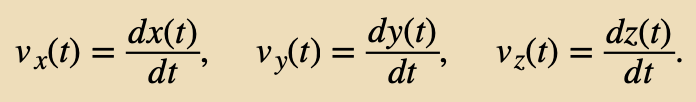 v_x(t) = dx(t)/dt, v_y(t) = dy(t)/dt, v_z(t) = dz(t)/dt.